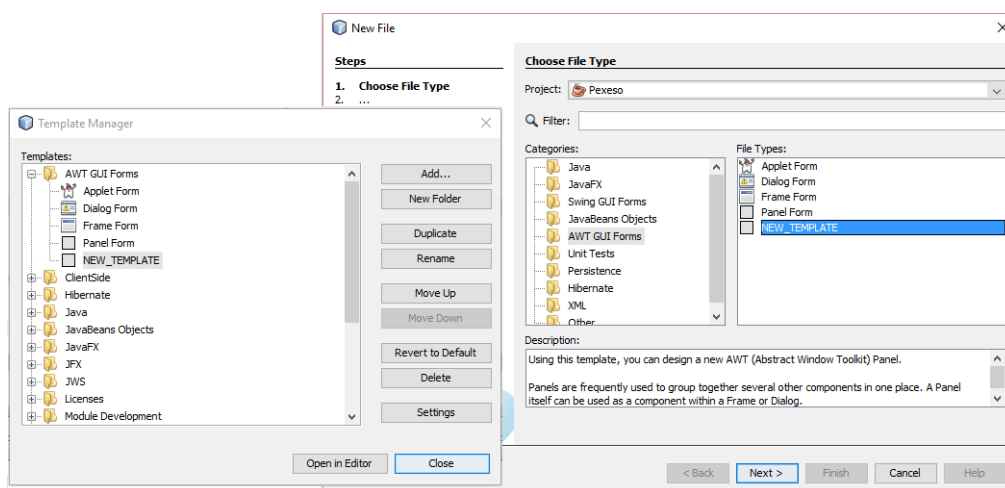 New File
Steps
1. Choose File Type
2. ...
Choose File Type
Project: Pexeso
Filter:
Categories:
Java
JavaFX
Swing GUI Forms
JavaBeans Objects
AWT GUI Forms
Unit Tests
Persistence
Hibernate
XML
Other
File Types:
Applet Form
Dialog Form
Frame Form
Panel Form
NEW_TEMPLATE
Description:
Using this template, you can design a new AWT (Abstract Window Toolkit) Panel.
Panels are frequently used to group together several other components in one place. A Panel
itself can be used as a component within a Frame or Dialog.
< Back
Next >
Finish
Cancel
Help
Template Manager
Templates:
AWT GUI Forms
Applet Form
Dialog Form
Frame Form
Panel Form
NEW_TEMPLATE
ClientSide
Hibernate
Java
JavaBeans Objects
JavaFX
JFX
JWS
Licenses
Module Development
Add...
New Folder
Duplicate
Rename
Move Up
Move Down
Revert to Default
Delete
Settings
Open in Editor
Close